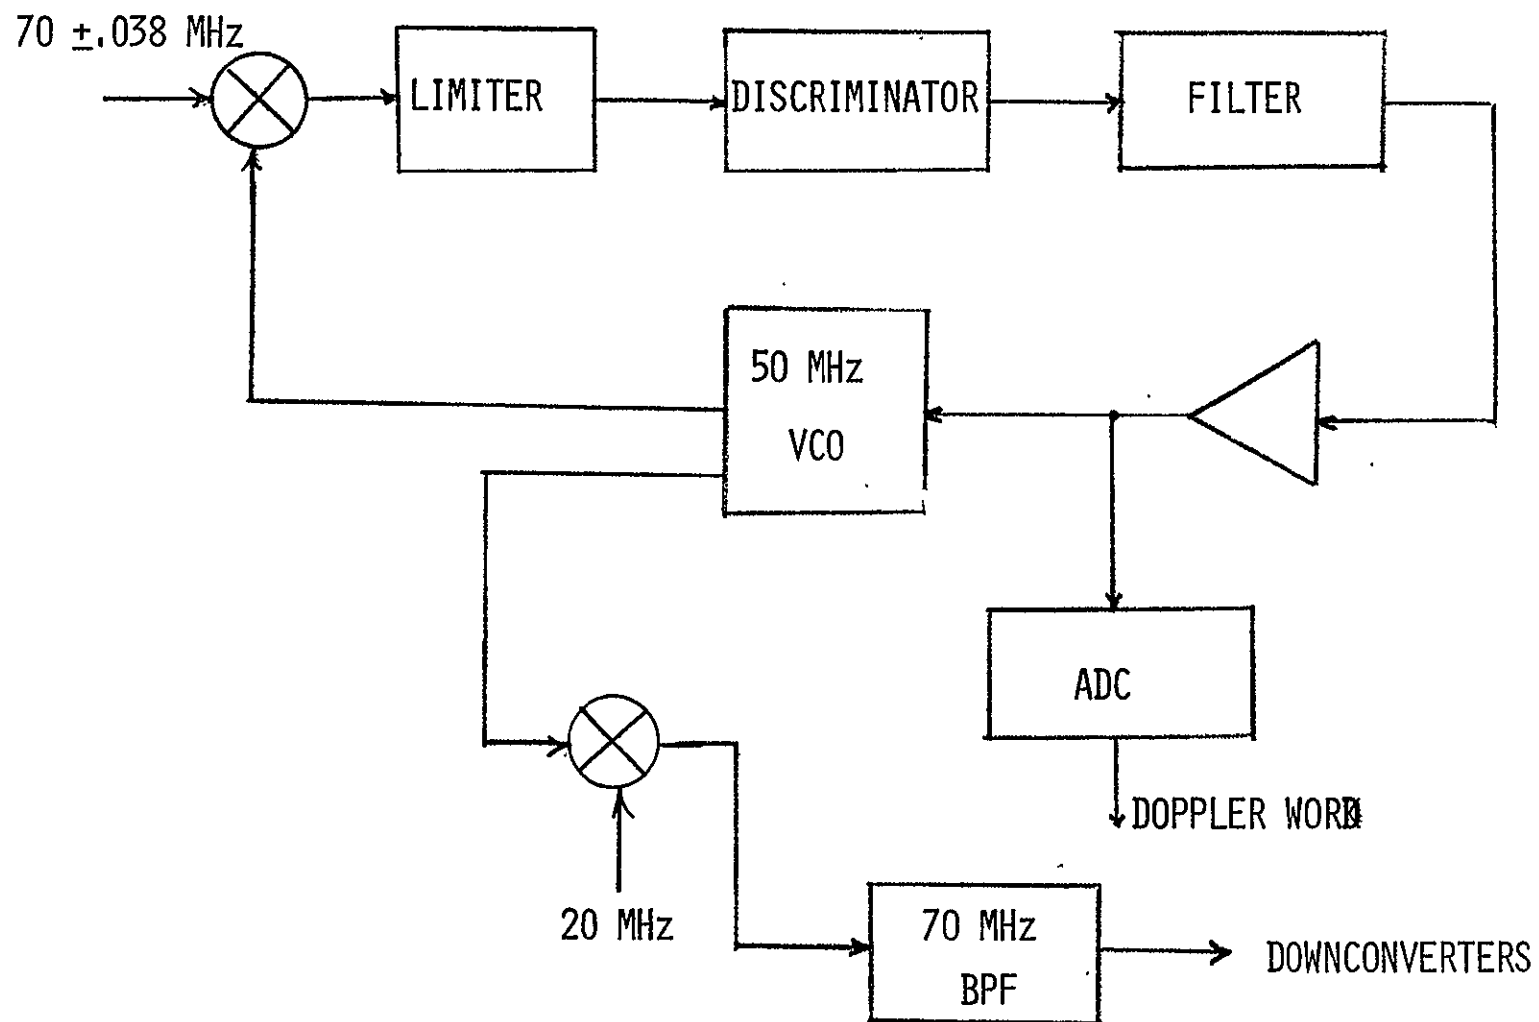 70 ±.038 MHz
LIMITER
DISCRIMINATOR
FILTER
50 MHz
VCO
ADC
DOPPLER WORD
20 MHz
70 MHz
BPF
DOWNCONVERTERS